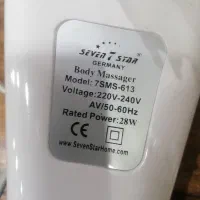 SEVEN 7 STAR
GERMANY
Body Massager
Model: 7SMS-613
Voltage: 220V-240V
AV/50-60Hz
Rated Power: 28W
www.SevenStarHome.com